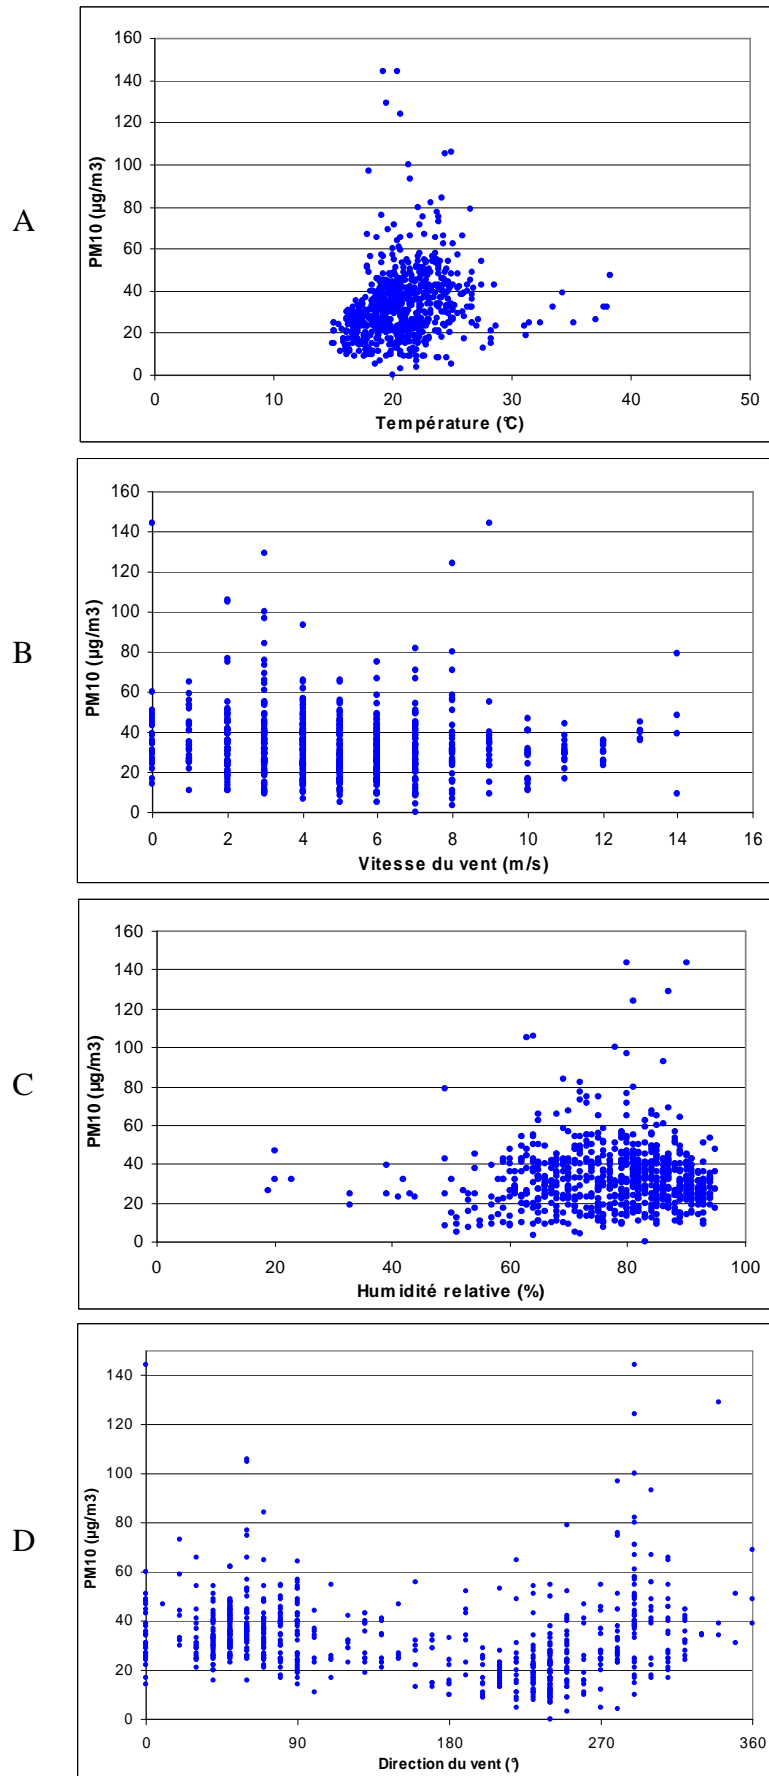 A
PM10 (µg/m3)
160
140
120
100
80
60
40
20
0
0 10 20 30 40 50
Température (°C)
B
PM10 (µg/m3)
160
140
120
100
80
60
40
20
0
0 2 4 6 8 10 12 14 16
Vitesse du vent (m/s)
C
PM10 (µg/m3)
160
140
120
100
80
60
40
20
0
0 20 40 60 80 100
Humidité relative (%)
D
PM10 (µg/m3)
140
120
100
80
60
40
20
0
0 90 180 270 360
Direction du vent (°)